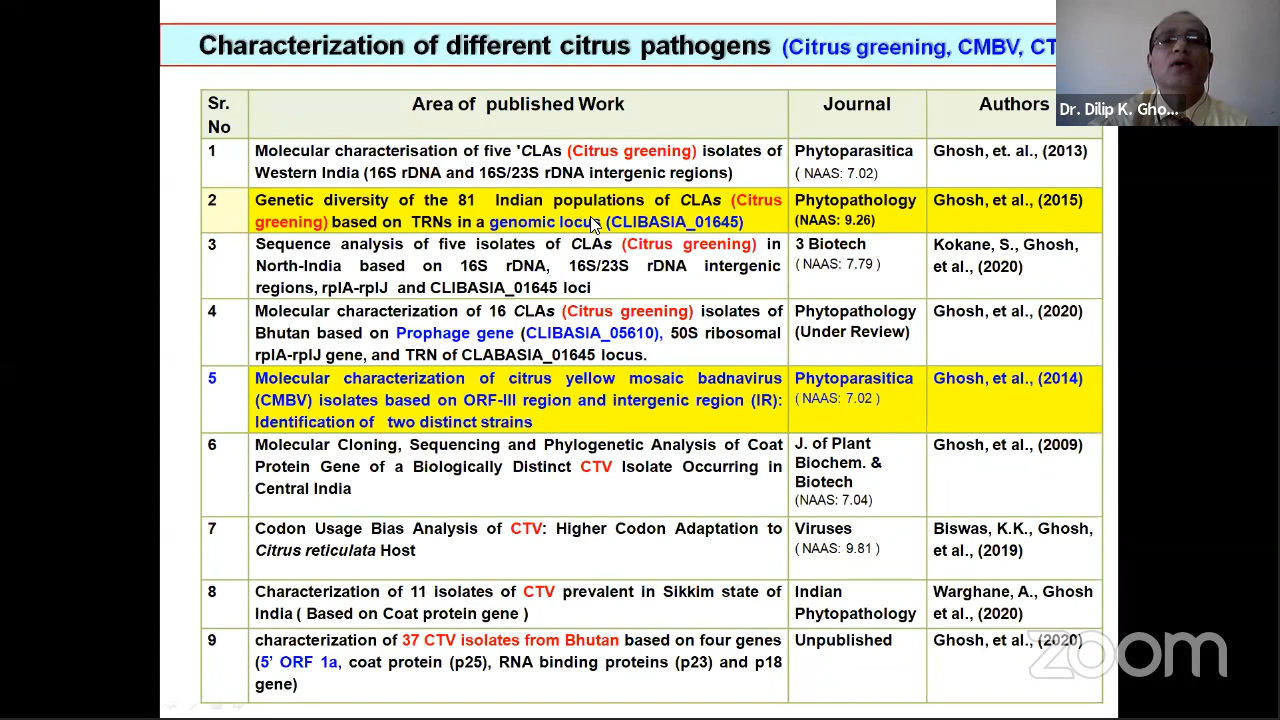 Characterization of different citrus pathogens (Citrus greening, CMBV, CT
Dr. Dilip K. Gho...
Sr. No
Area of published Work
Journal
Authors
1
Molecular characterisation of five 'CLAs (Citrus greening) isolates of
Western India (16S rDNA and 16S/23S rDNA intergenic regions)
Phytoparasitica
( NAAS: 7.02)
Ghosh, et. al., (2013)
2
Genetic diversity of the 81 Indian populations of CLAs (Citrus
greening) based on TRNs in a genomic locus (CLIBASIA_01645)
Phytopathology
(NAAS: 9.26)
Ghosh, et al., (2015)
3
Sequence analysis of five isolates of CLAs (Citrus greening) in
North-India based on 16S rDNA, 16S/23S rDNA intergenic
regions, rplA-rplJ and CLIBASIA_01645 loci
3 Biotech
( NAAS: 7.79 )
Kokane, S., Ghosh,
et al., (2020)
4
Molecular characterization of 16 CLAs (Citrus greening) isolates of
Bhutan based on Prophage gene (CLIBASIA_05610), 50S ribosomal
rplA-rplJ gene, and TRN of CLABASIA_01645 locus.
Phytopathology
(Under Review)
Ghosh, et al., (2020)
5
Molecular characterization of citrus yellow mosaic badnavirus
(CMBV) isolates based on ORF-III region and intergenic region (IR):
Identification of two distinct strains
Phytoparasitica
( NAAS: 7.02 )
Ghosh, et al., (2014)
6
Molecular Cloning, Sequencing and Phylogenetic Analysis of Coat
Protein Gene of a Biologically Distinct CTV Isolate Occurring in
Central India
J. of Plant
Biochem. &
Biotech
(NAAS: 7.04)
Ghosh, et al., (2009)
7
Codon Usage Bias Analysis of CTV: Higher Codon Adaptation to
Citrus reticulata Host
Viruses
( NAAS: 9.81 )
Biswas, K.K., Ghosh,
et al., (2019)
8
Characterization of 11 isolates of CTV prevalent in Sikkim state of
India ( Based on Coat protein gene )
Indian
Phytopathology
Warghane, A., Ghosh
et al., (2020)
9
characterization of 37 CTV isolates from Bhutan based on four genes
(5' ORF 1a, coat protein (p25), RNA binding proteins (p23) and p18
gene)
Unpublished
Ghosh, et al., (2020)
zoom